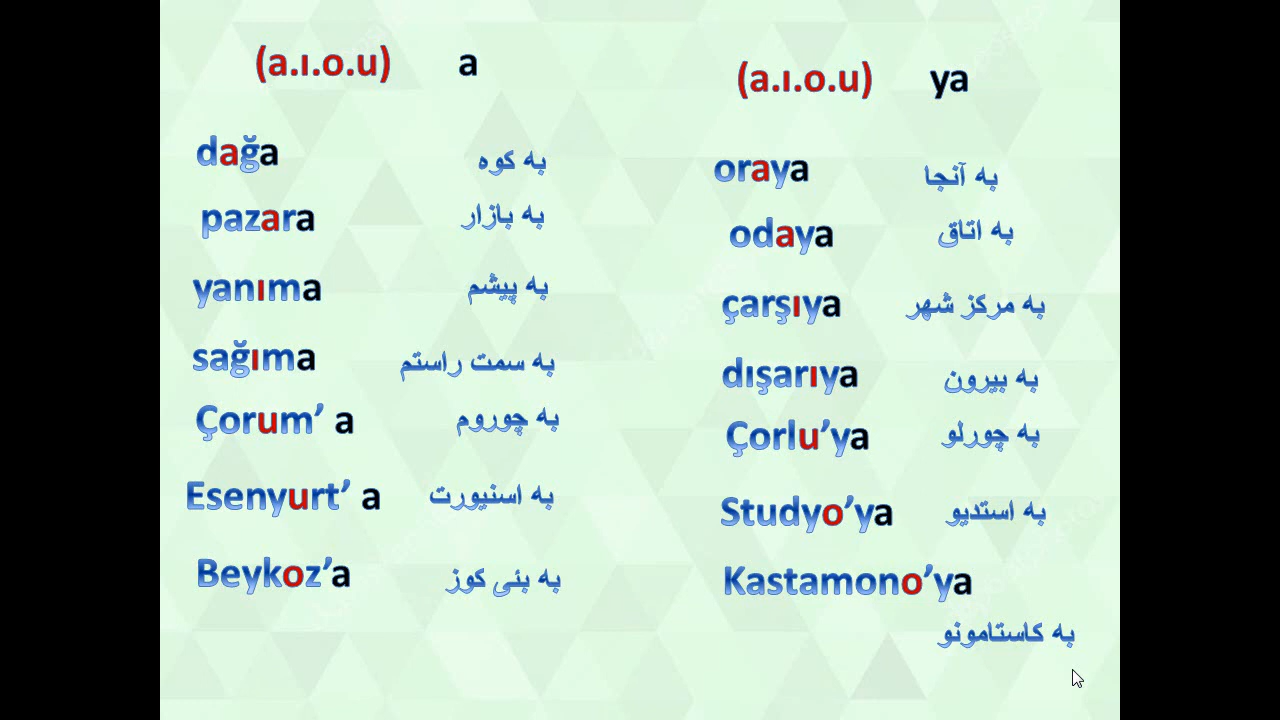 (a.ı.o.u) a
dağa به کوه
pazara به بازار
yanıma به پیشم
sağıma به سمت راستم
Çorum’ a به چوروم
Esenyurt’ a به اسنیورت
Beykoz’a به بئی کوز
(a.ı.o.u) ya
oraya به آنجا
odaya به اتاق
çarşıya به مرکز شهر
dışarıya به بیرون
Çorlu’ya به چورلو
Studyo’ya به استدیو
Kastamono’ya
به کاستامونو